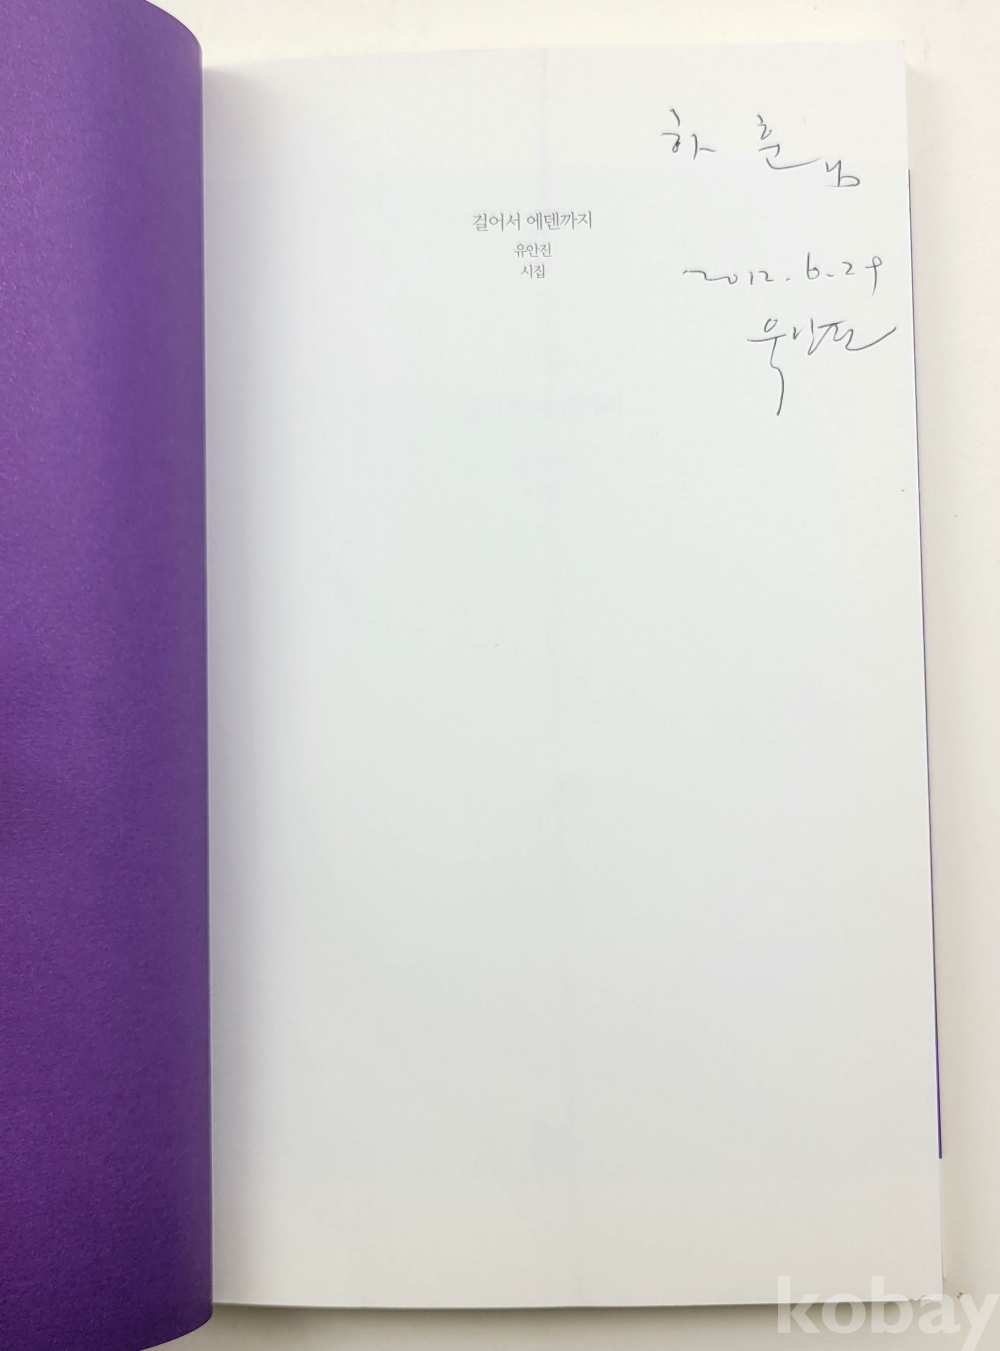 하 훈 님
걸어서 에덴까지
유안진
시집
2012. 6. 29
유안진
kobay